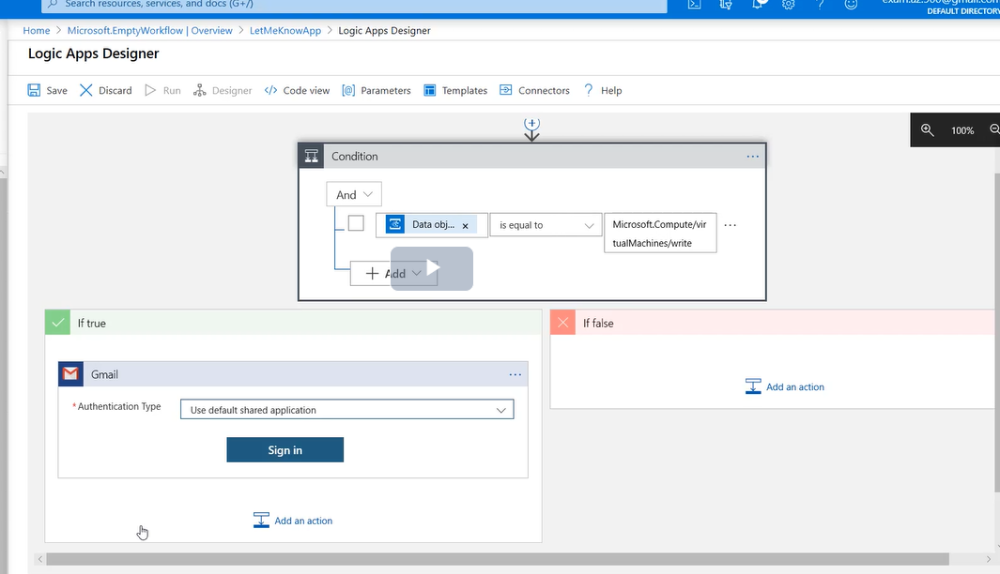 Search resources, services, and docs (G+/)
DEFAULT DIRECTORY
Home > Microsoft.EmptyWorkflow | Overview > LetMeKnowApp > Logic Apps Designer
Logic Apps Designer
Save Discard Run Designer Code view Parameters Templates Connectors Help
100%
Condition
And
Data obj... × is equal to Microsoft.Compute/vir
tualMachines/write
+ Add
If true
If false
Gmail
Add an action
* Authentication Type Use default shared application
Sign in
Add an action